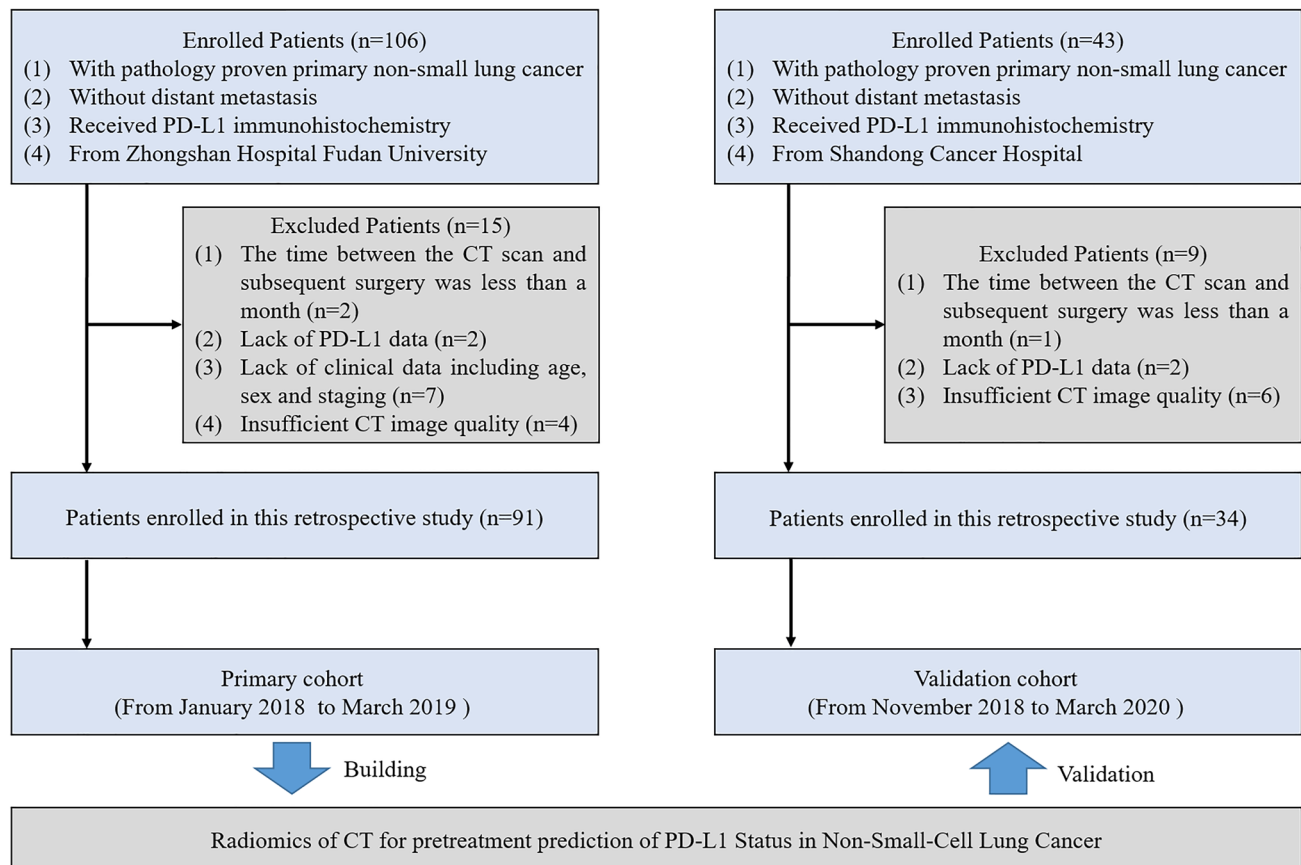 Enrolled Patients (n=106)
(1) With pathology proven primary non-small lung cancer
(2) Without distant metastasis
(3) Received PD-L1 immunohistochemistry
(4) From Zhongshan Hospital Fudan University
Excluded Patients (n=15)
(1) The time between the CT scan and
subsequent surgery was less than a
month (n=2)
(2) Lack of PD-L1 data (n=2)
(3) Lack of clinical data including age,
sex and staging (n=7)
(4) Insufficient CT image quality (n=4)
Patients enrolled in this retrospective study (n=91)
Primary cohort
(From January 2018 to March 2019 )
Building
Enrolled Patients (n=43)
(1) With pathology proven primary non-small lung cancer
(2) Without distant metastasis
(3) Received PD-L1 immunohistochemistry
(4) From Shandong Cancer Hospital
Excluded Patients (n=9)
(1) The time between the CT scan and
subsequent surgery was less than a
month (n=1)
(2) Lack of PD-L1 data (n=2)
(3) Insufficient CT image quality (n=6)
Patients enrolled in this retrospective study (n=34)
Validation cohort
(From November 2018 to March 2020 )
Validation
Radiomics of CT for pretreatment prediction of PD-L1 Status in Non-Small-Cell Lung Cancer